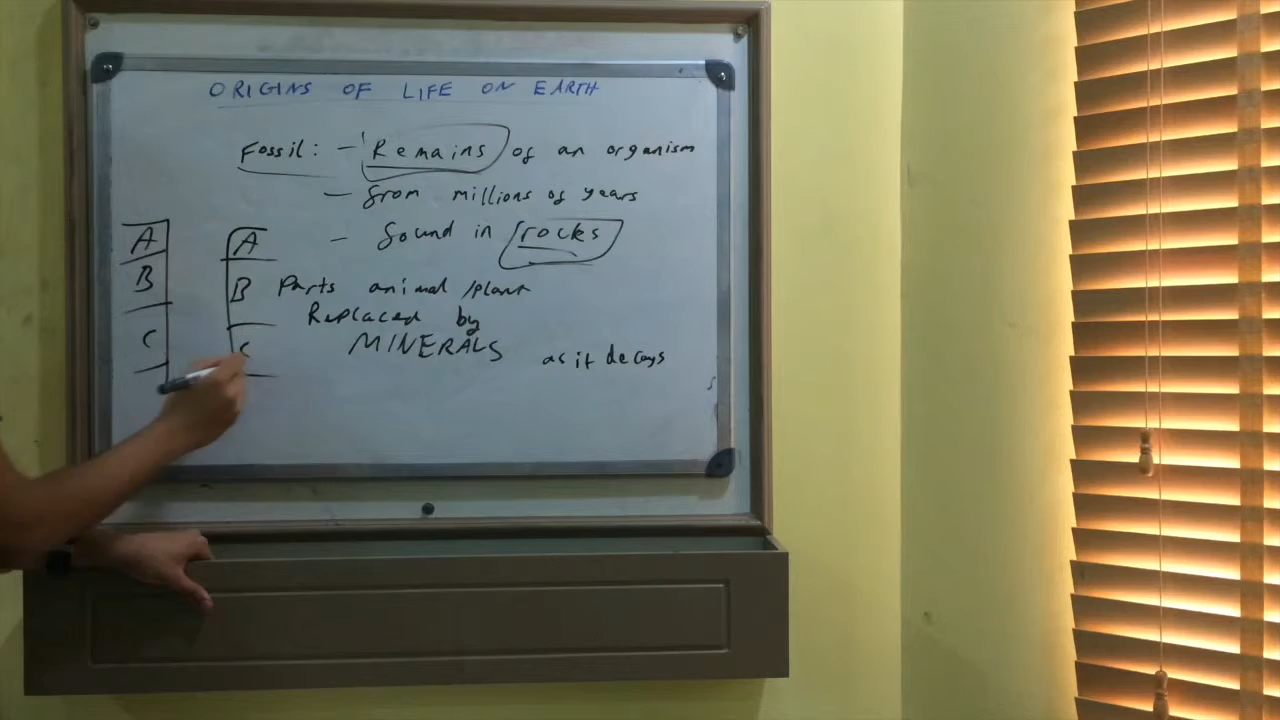 ORIGINS OF LIFE ON EARTH
Fossil: - 'Remains of an organism
- from millions of years
- found in rocks
A
B
C
A
B
C
Parts animal /plant
Replaced by
MINERALS as it decays